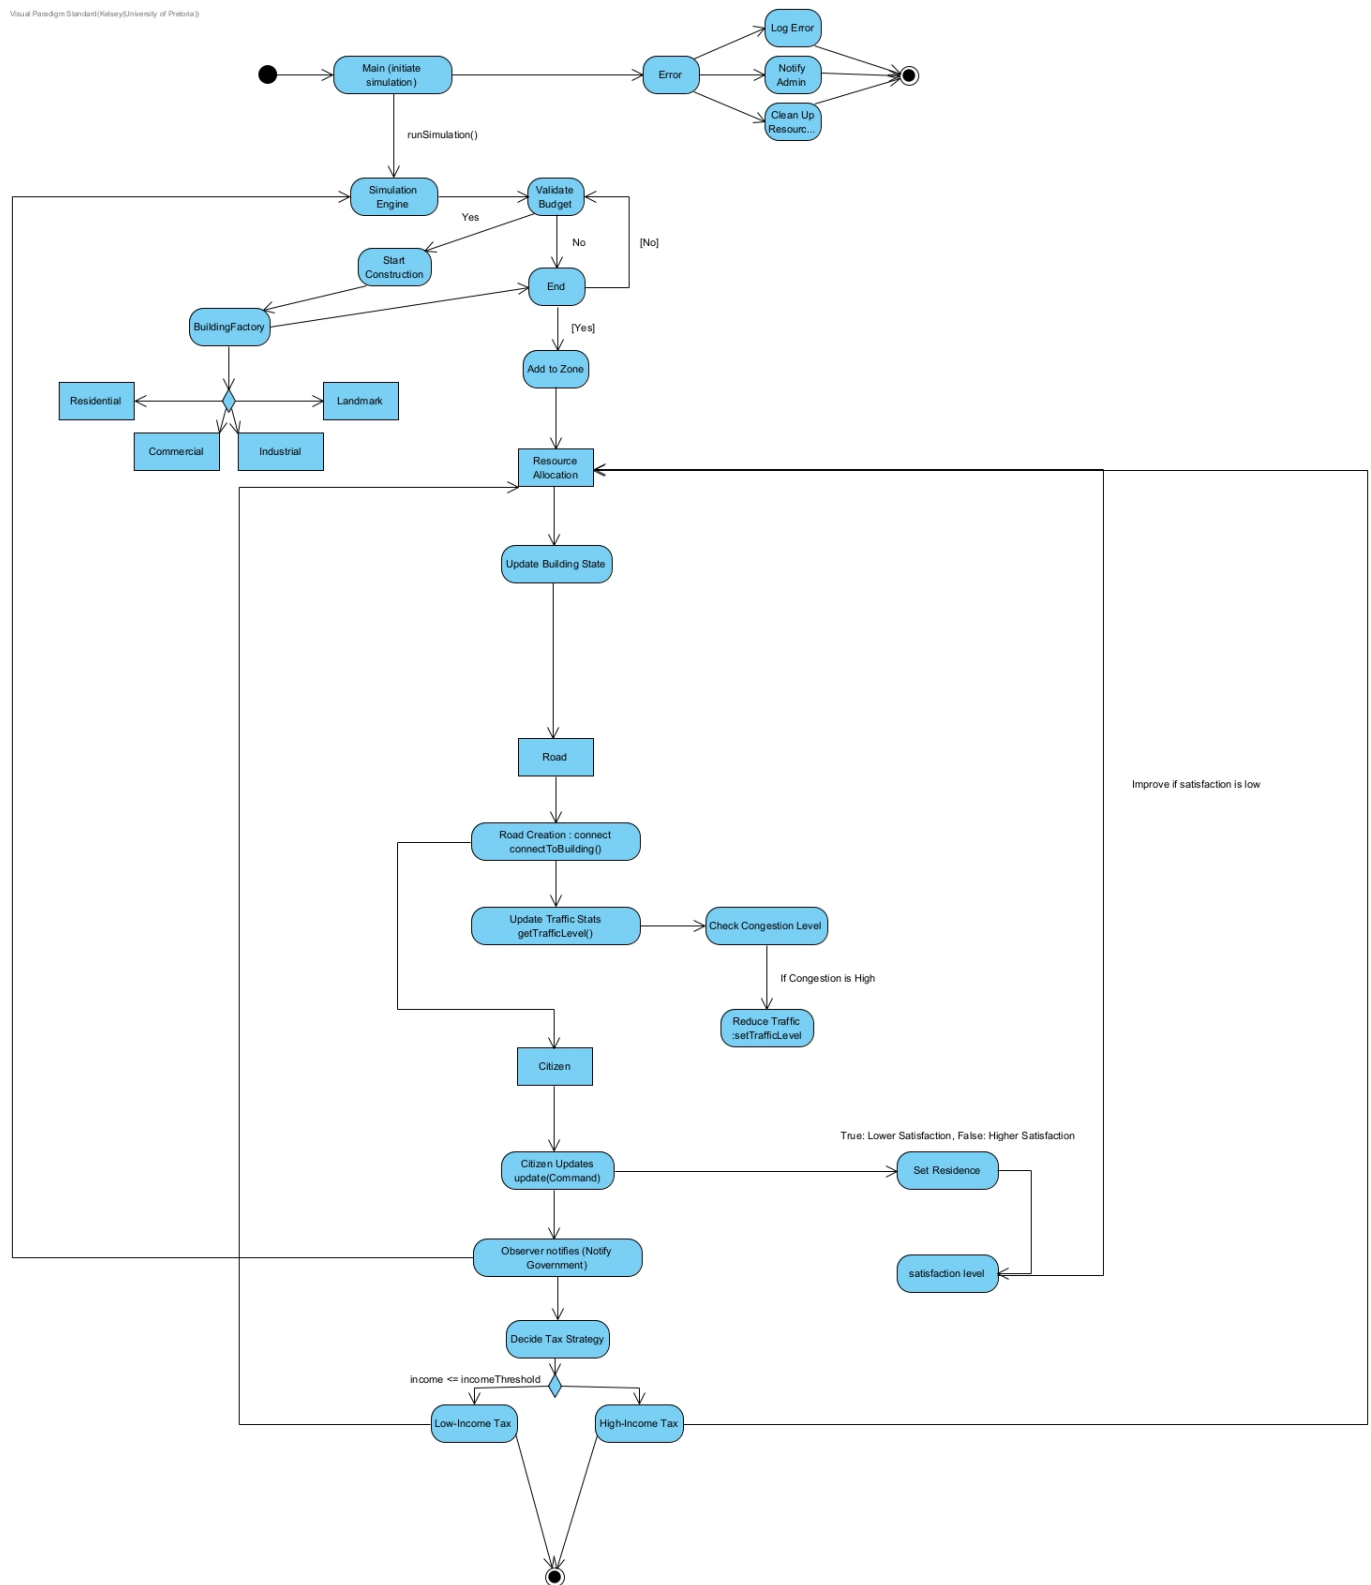 Visual Paradigm Standard(Kelsey(University of Pretoria))
Log Error
Main (initiate
simulation)
Error
Notify
Admin
Clean Up
Resourc...
runSimulation()
Simulation
Engine
Validate
Budget
Yes
No
[No]
Start
Construction
End
BuildingFactory
[Yes]
Add to Zone
Residential
Landmark
Commercial
Industrial
Resource
Allocation
Update Building State
Road
Improve if satisfaction is low
Road Creation : connect
connectToBuilding()
Update Traffic Stats
getTrafficLevel()
Check Congestion Level
If Congestion is High
Reduce Traffic
:setTrafficLevel
Citizen
True: Lower Satisfaction, False: Higher Satisfaction
Citizen Updates
update(Command)
Set Residence
Observer notifies (Notify
Government)
satisfaction level
Decide Tax Strategy
income <= incomeThreshold
Low-Income Tax
High-Income Tax